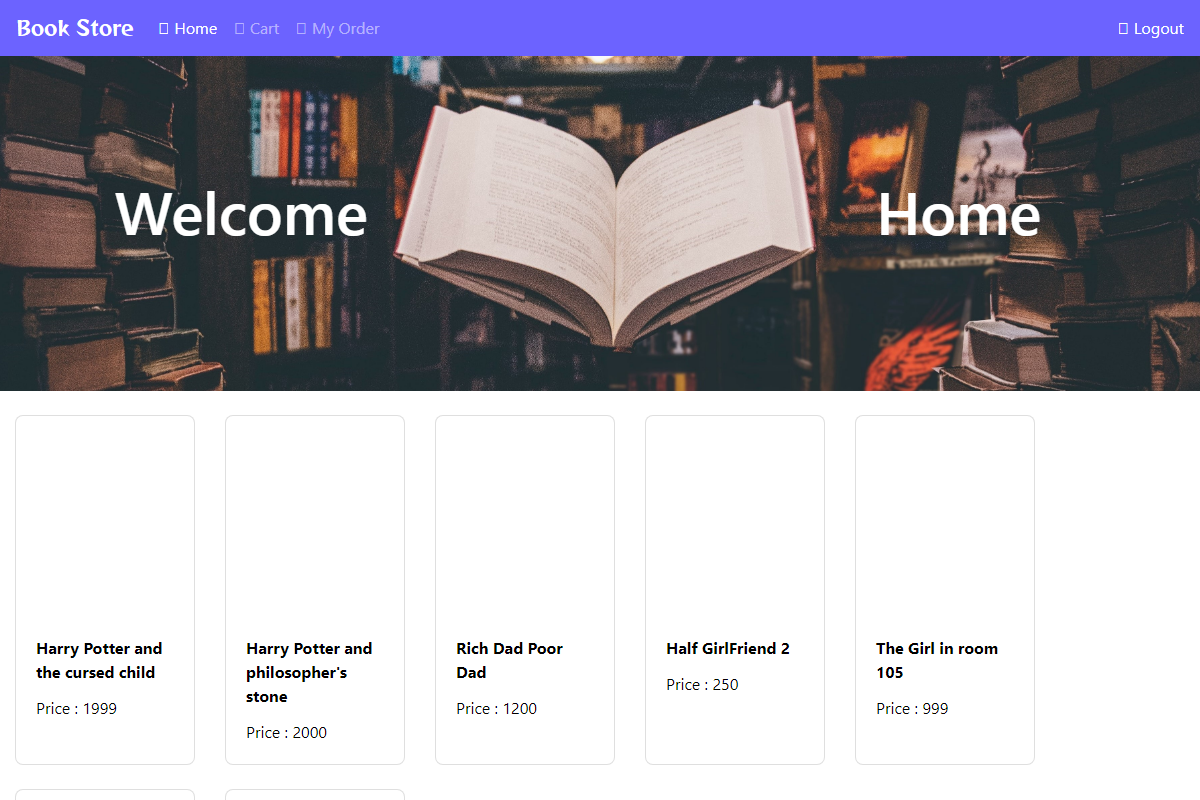 Book Store Home Cart My Order Logout
Welcome Home
Harry Potter and
the cursed child
Price : 1999
Harry Potter and
philosopher's
stone
Price : 2000
Rich Dad Poor
Dad
Price : 1200
Half GirlFriend 2
Price : 250
The Girl in room
105
Price : 999